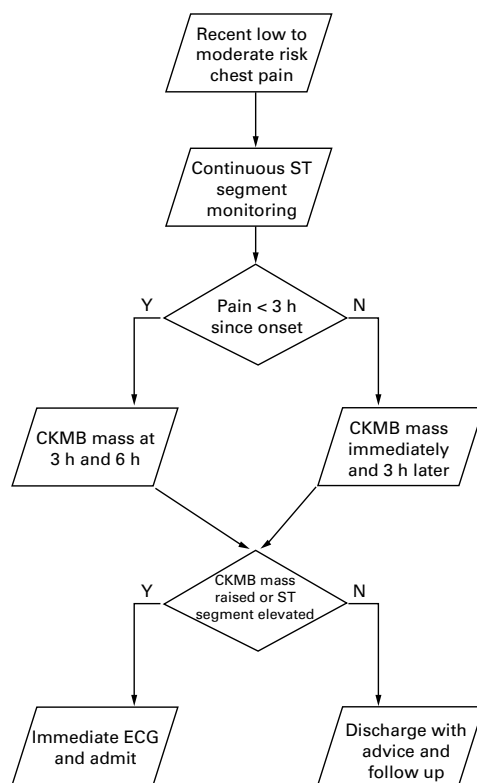 Recent low to
moderate risk
chest pain
Continuous ST
segment
monitoring
Y
Pain < 3 h
since onset
N
CKMB mass at
3 h and 6 h
CKMB mass
immediately
and 3 h later
Y
CKMB mass
raised or ST
segment elevated
N
Immediate ECG
and admit
Discharge with
advice and
follow up